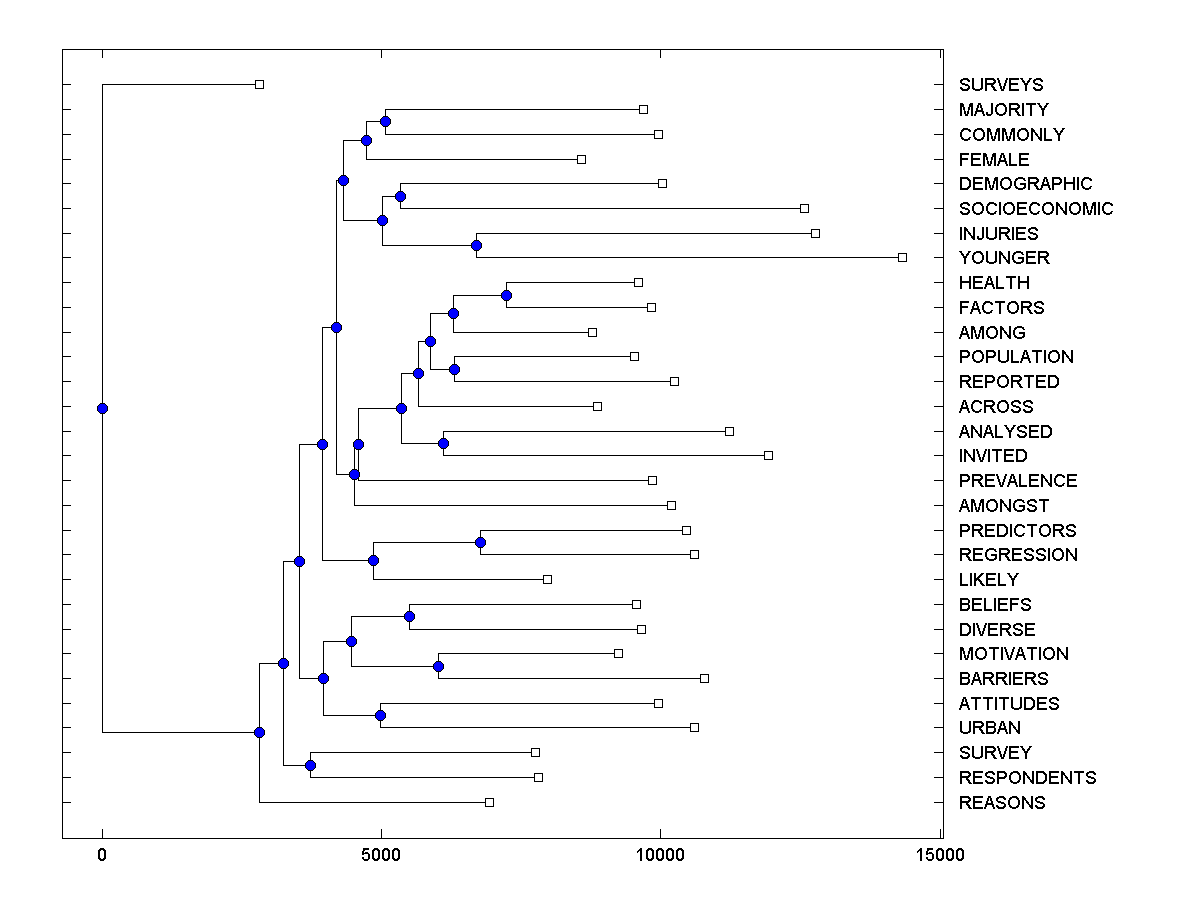 SURVEYS
MAJORITY
COMMONLY
FEMALE
DEMOGRAPHIC
SOCIOECONOMIC
INJURIES
YOUNGER
HEALTH
FACTORS
AMONG
POPULATION
REPORTED
ACROSS
ANALYSED
INVITED
PREVALENCE
AMONGST
PREDICTORS
REGRESSION
LIKELY
BELIEFS
DIVERSE
MOTIVATION
BARRIERS
ATTITUDES
URBAN
SURVEY
RESPONDENTS
REASONS
0 5000 10000 15000